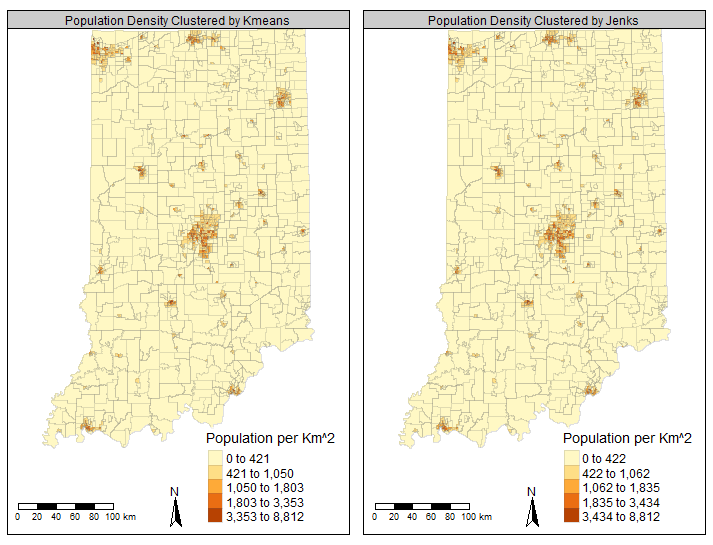 Population Density Clustered by Kmeans
Population per Km^2
0 to 421
421 to 1,050
1,050 to 1,803
1,803 to 3,353
3,353 to 8,812
N
0 20 40 60 80 100 km
Population Density Clustered by Jenks
Population per Km^2
0 to 422
422 to 1,062
1,062 to 1,835
1,835 to 3,434
3,434 to 8,812
N
0 20 40 60 80 100 km